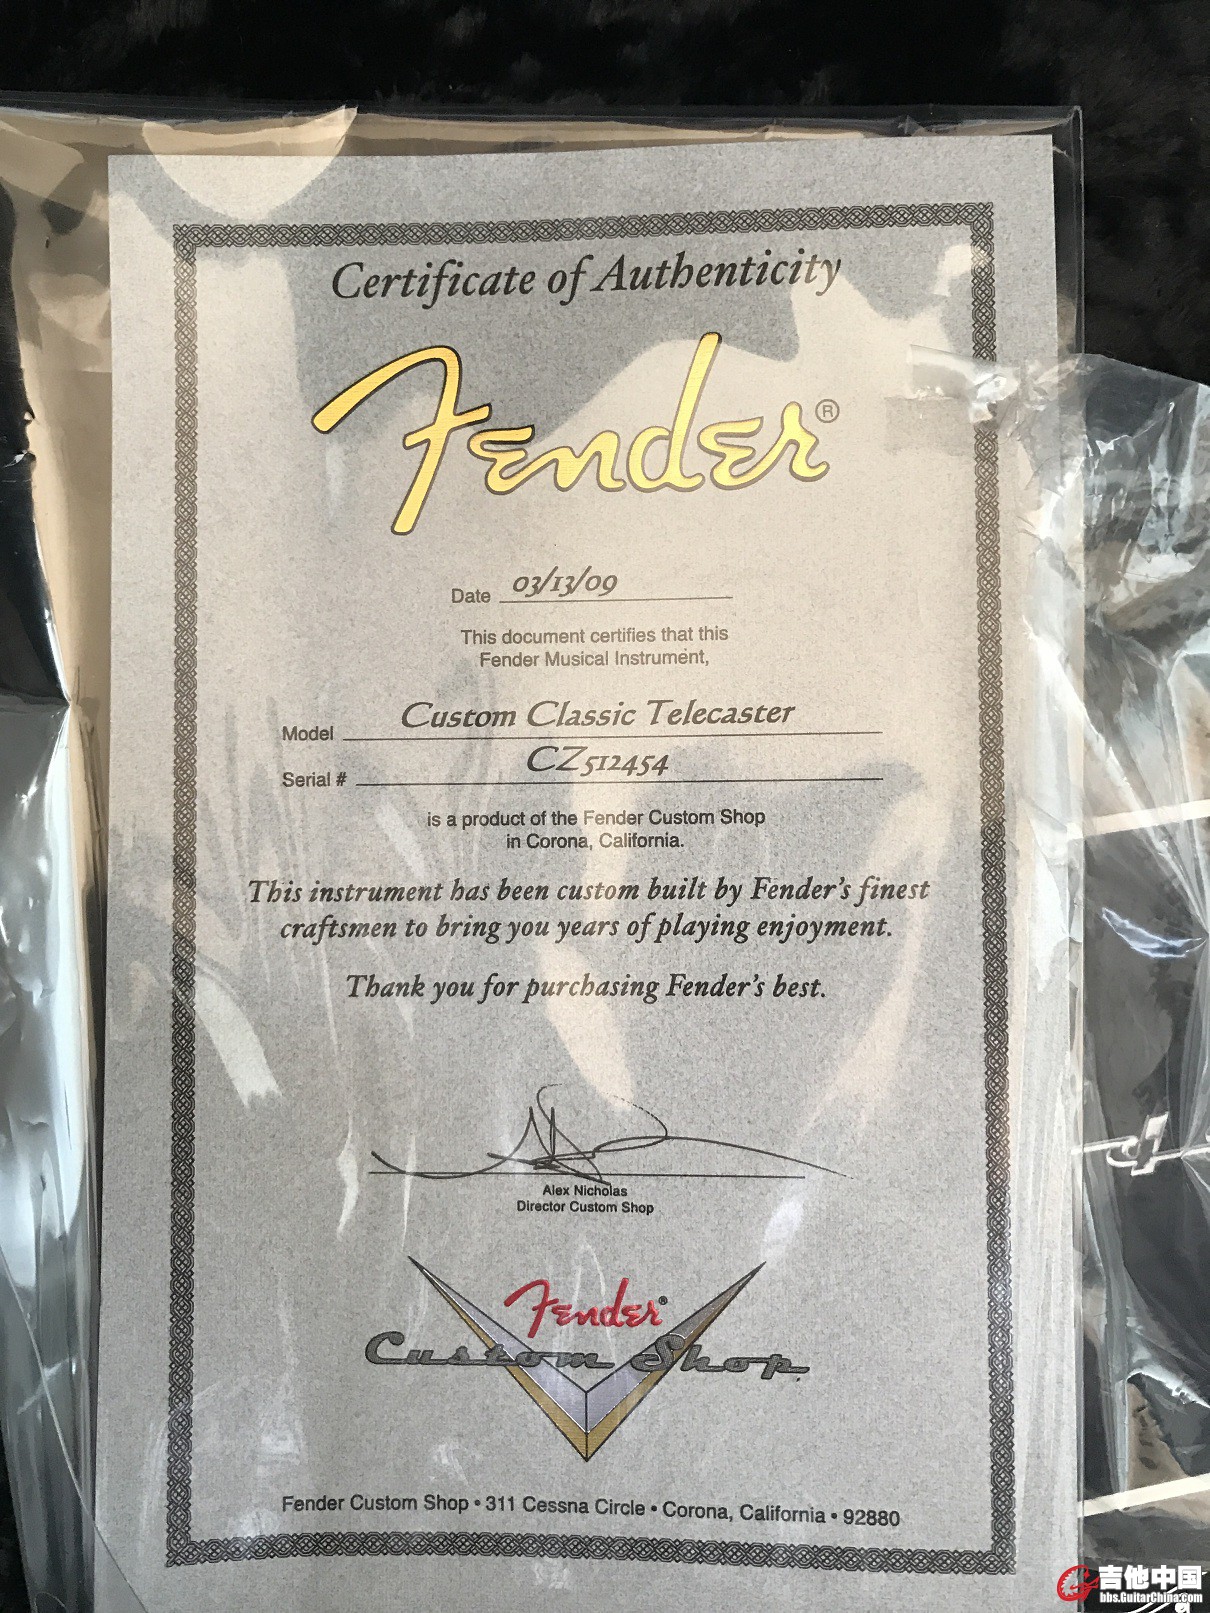 Certificate of Authenticity
Fender®
Date 03/13/09
This document certifies that this
Fender Musical Instrument,
Model Custom Classic Telecaster
Serial # CZ512454
is a product of the Fender Custom Shop
in Corona, California.
This instrument has been custom built by Fender's finest
craftsmen to bring you years of playing enjoyment.
Thank you for purchasing Fender's best.
Alex Nicholas
Director Custom Shop
Fender®
Custom Shop.
Fender Custom Shop • 311 Cessna Circle • Corona, California • 92880
吉他中国
bbs.GuitarChina.com